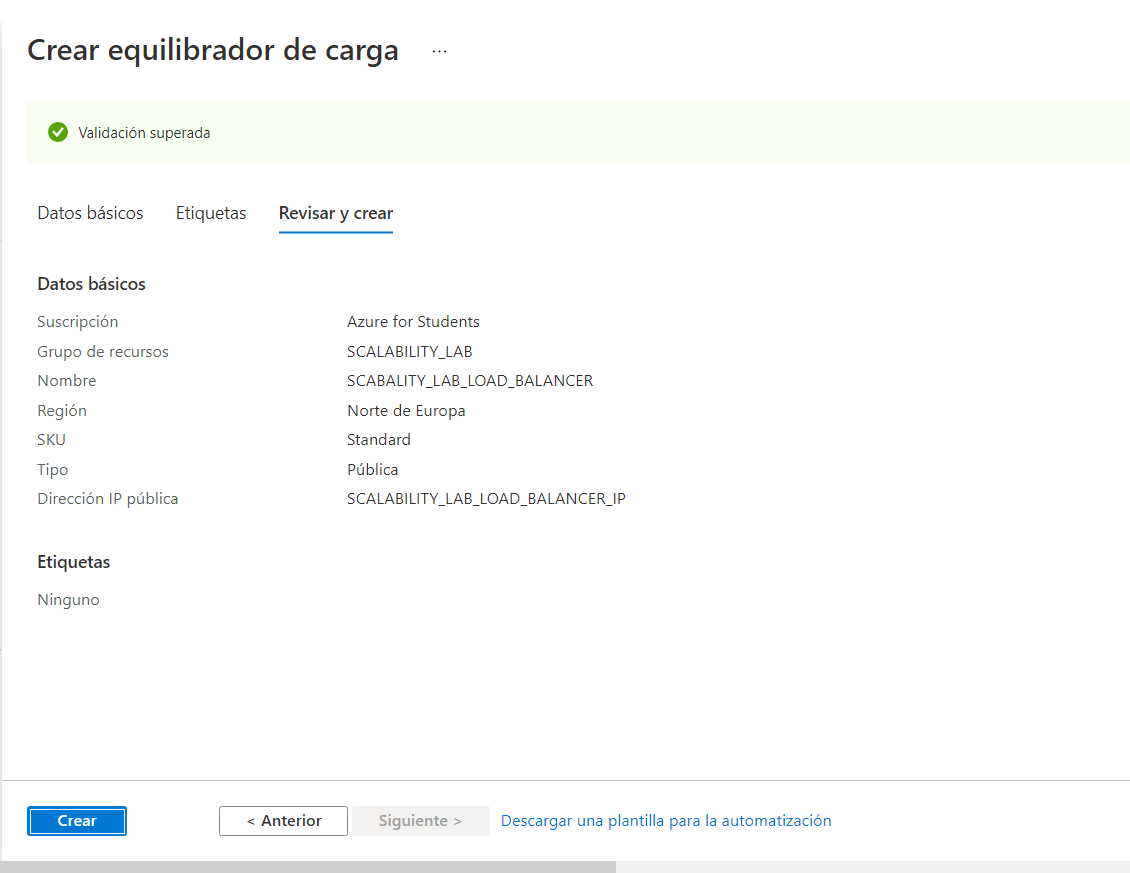 Crear equilibrador de carga ...
Validación superada
Datos básicos Etiquetas Revisar y crear
Datos básicos
Suscripción Azure for Students
Grupo de recursos SCALABILITY_LAB
Nombre SCABALITY_LAB_LOAD_BALANCER
Región Norte de Europa
SKU Standard
Tipo Pública
Dirección IP pública SCALABILITY_LAB_LOAD_BALANCER_IP
Etiquetas
Ninguno
Crear < Anterior Siguiente > Descargar una plantilla para la automatización